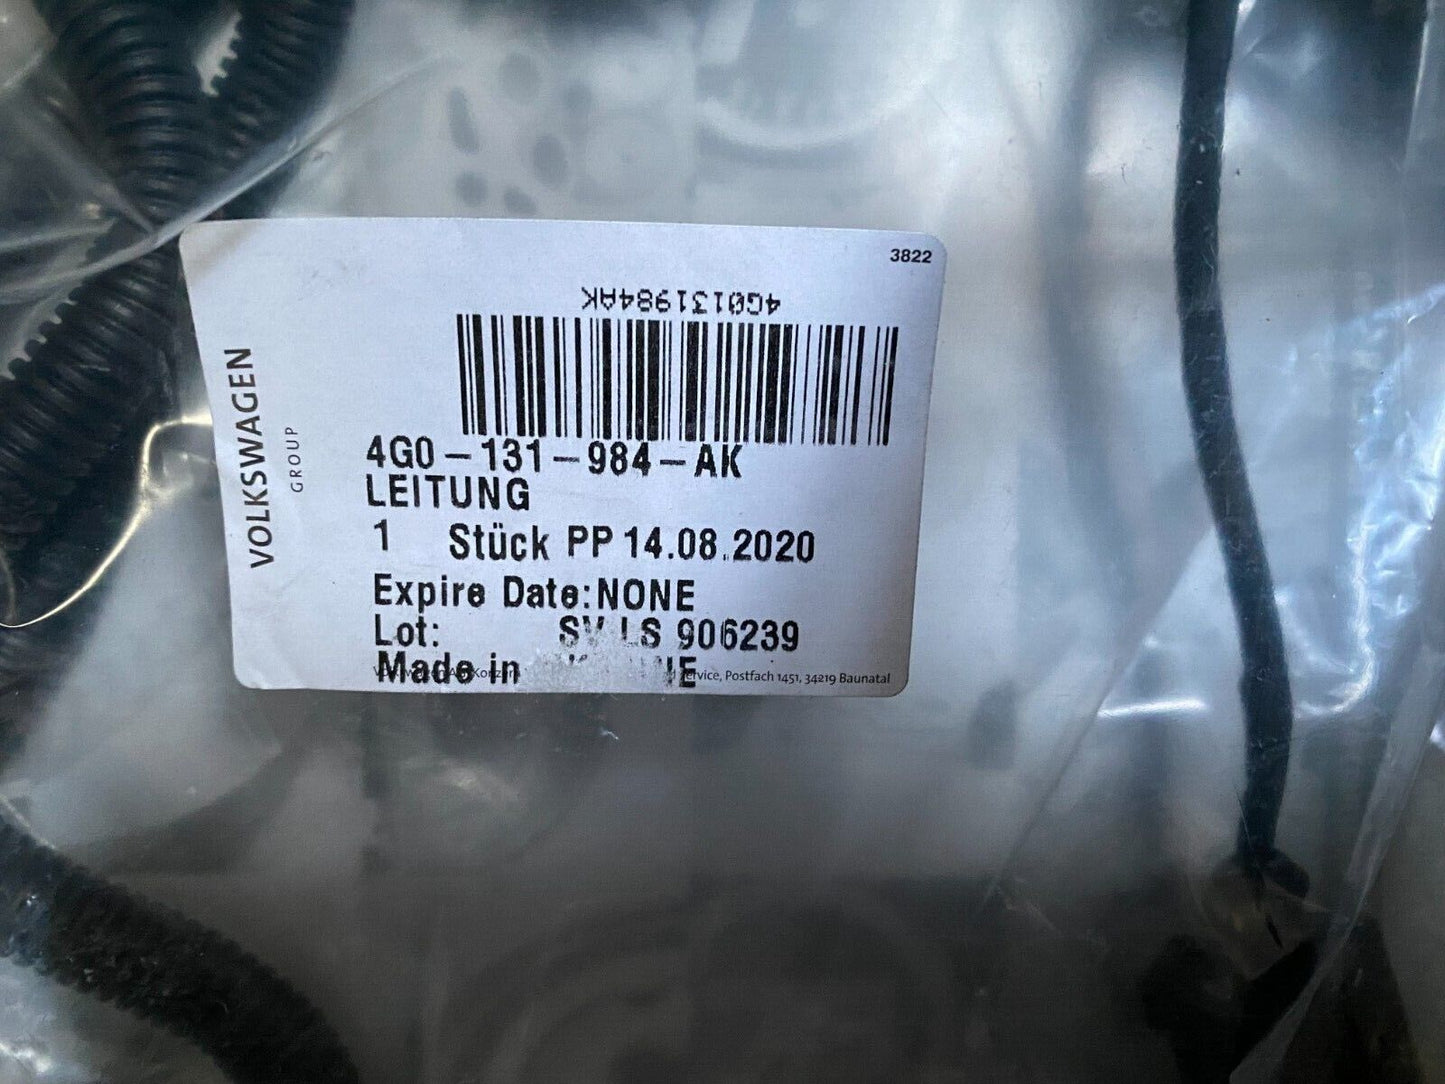 3822
4G0131984AK
VOLKSWAGEN
GROUP
4G0-131-984-AK
LEITUNG
1 Stück PP 14.08.2020
Expire Date:NONE
Lot: 906239
Made in
Postfach 1451, 34219 Baunatal